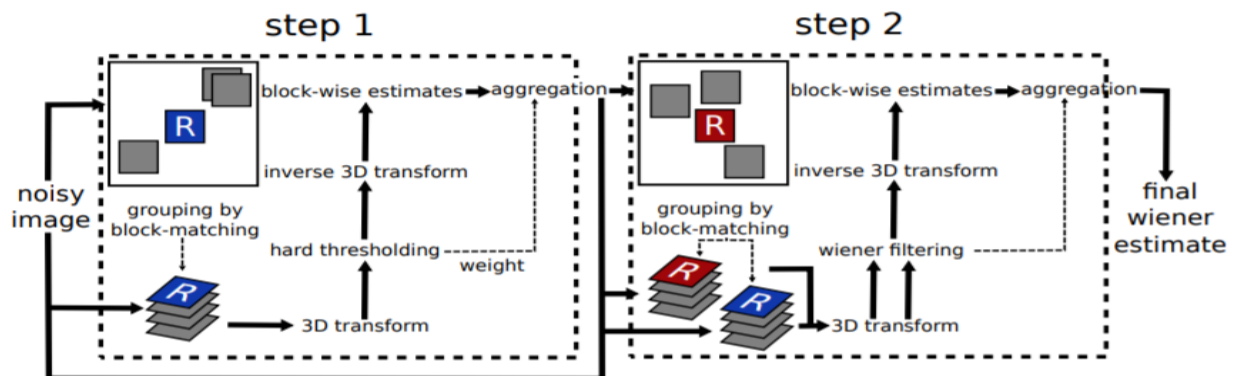 step 1
step 2
R
block-wise estimates
aggregation
inverse 3D transform
noisy
image
grouping by
block-matching
hard thresholding
weight
R
3D transform
R
block-wise estimates
aggregation
inverse 3D transform
final
wiener
estimate
grouping by
block-matching
wiener filtering
R
R
3D transform